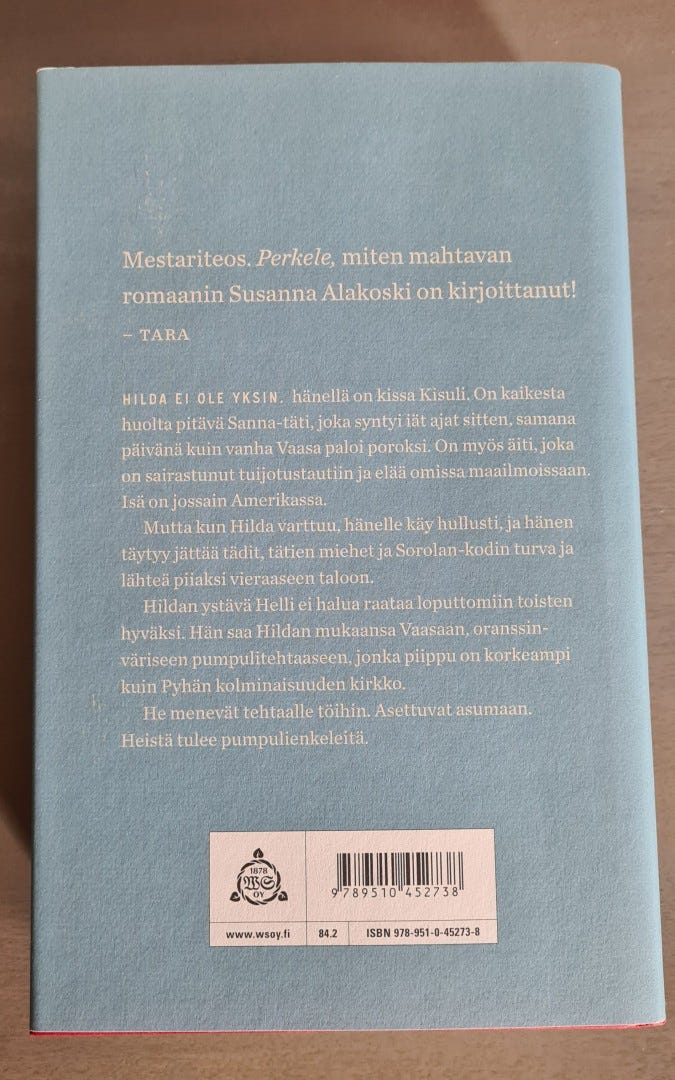 Mestariteos. Perkele, miten mahtavan
romaanin Susanna Alakoski on kirjoittanut!
– TARA
HILDA EI OLE YKSIN. hänellä on kissa Kisuli. On kaikesta
huolta pitävä Sanna-täti, joka syntyi iät ajat sitten, samana
päivänä kuin vanha Vaasa paloi poroksi. On myös äiti, joka
on sairastunut tuijotustautiin ja elää omissa maailmoissaan.
Isä on jossain Amerikassa.
Mutta kun Hilda varttuu, hänelle käy hullusti, ja hänen
täytyy jättää tädit, tätien miehet ja Sorolan-kodin turva ja
lähteä piiaksi vieraaseen taloon.
Hildan ystävä Helli ei halua raataa loputtomiin toisten
hyväksi. Hän saa Hildan mukaansa Vaasaan, oranssin-
väriseen pumpulitehtaaseen, jonka piippu on korkeampi
kuin Pyhän kolminaisuuden kirkko.
He menevät tehtaalle töihin. Asettuvat asumaan.
Heistä tulee pumpulienkeleitä.
1878
WS
OY
9789510 452738
www.wsoy.fi 84.2 ISBN 978-951-0-45273-8